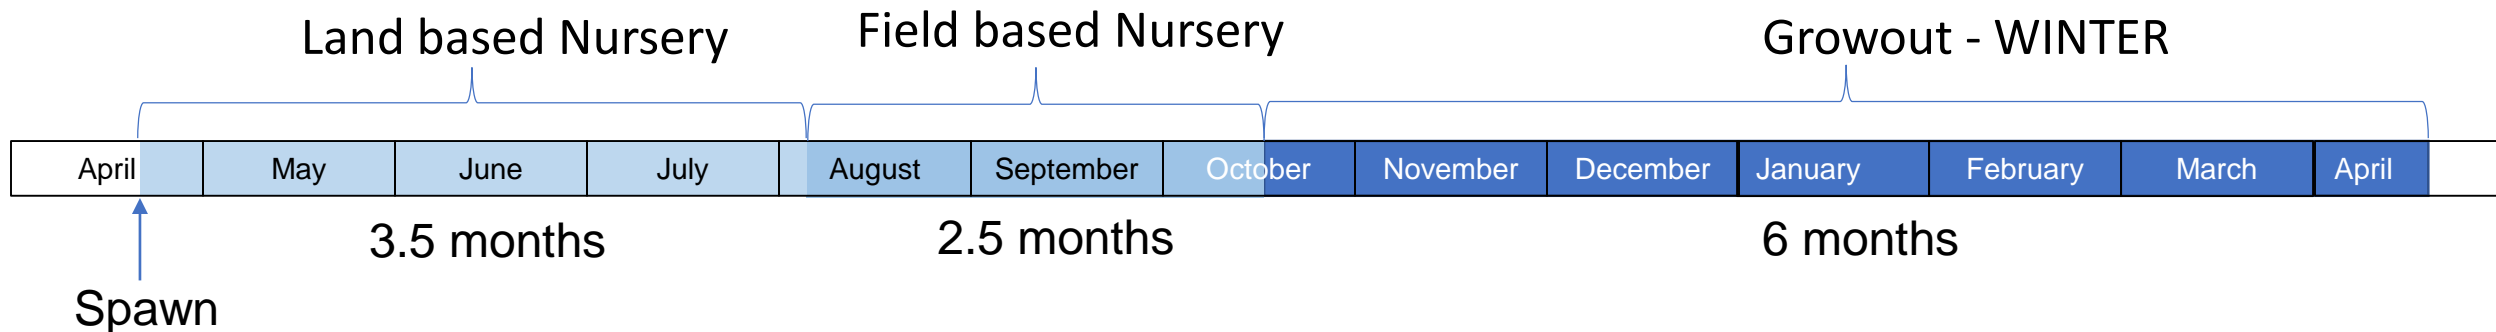 Land based Nursery
Field based Nursery
Growout - WINTER
April May June July August September October November December January February March April
3.5 months
2.5 months
6 months
Spawn